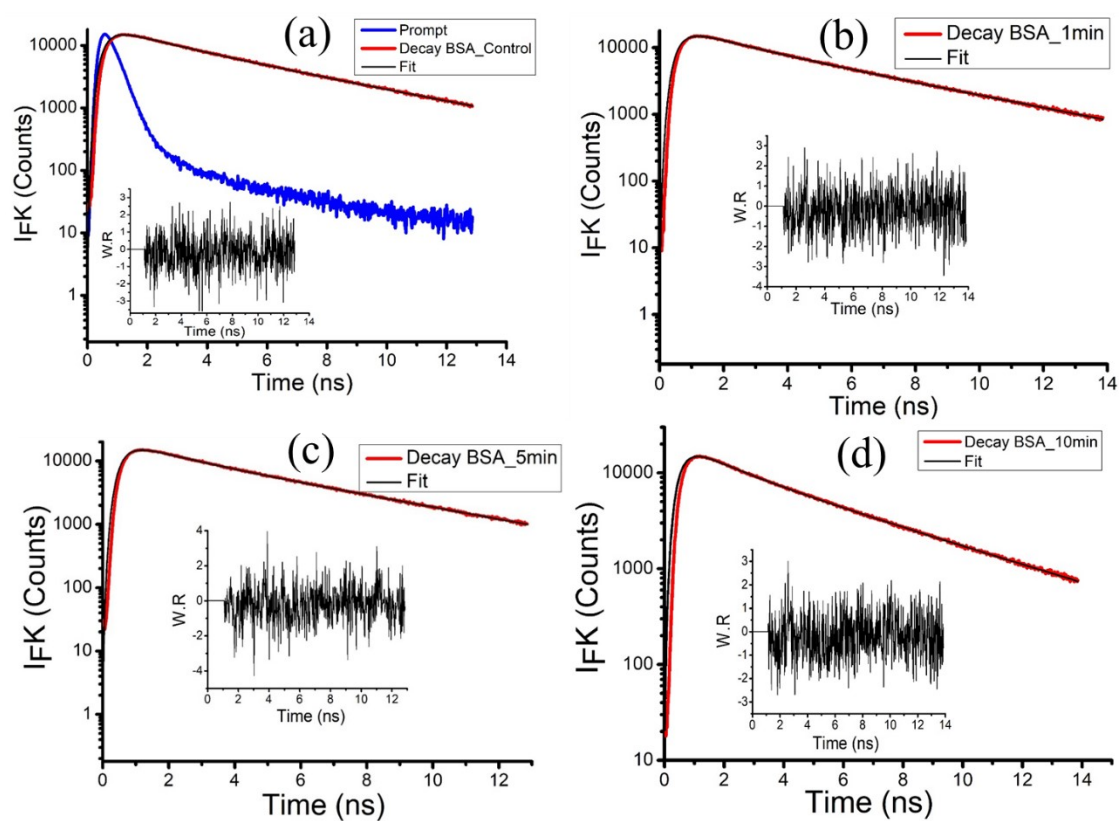 (a)
Prompt
Decay BSA_Control
Fit
10000
1000
100
10
1
IFK (Counts)
3
2
1
0
-1
-2
-3
W.R
0 2 4 6 8 10 12 14
Time (ns)
0 2 4 6 8 10 12 14
Time (ns)
(b)
Decay BSA_1min
Fit
10000
1000
100
10
1
IFK (Counts)
4
3
2
1
0
-1
-2
-3
-4
W.R
0 2 4 6 8 10 12 14
Time (ns)
0 2 4 6 8 10 12 14
Time (ns)
(c)
Decay BSA_5min
Fit
10000
1000
100
10
1
IFK (Counts)
4
2
0
-2
-4
W.R
0 2 4 6 8 10 12
Time (ns)
0 2 4 6 8 10 12
Time (ns)
(d)
Decay BSA_10min
Fit
10000
1000
100
10
IFK (Counts)
3
2
1
0
-1
-2
-3
W.R
0 2 4 6 8 10 12 14
Time (ns)
0 2 4 6 8 10 12 14
Time (ns)